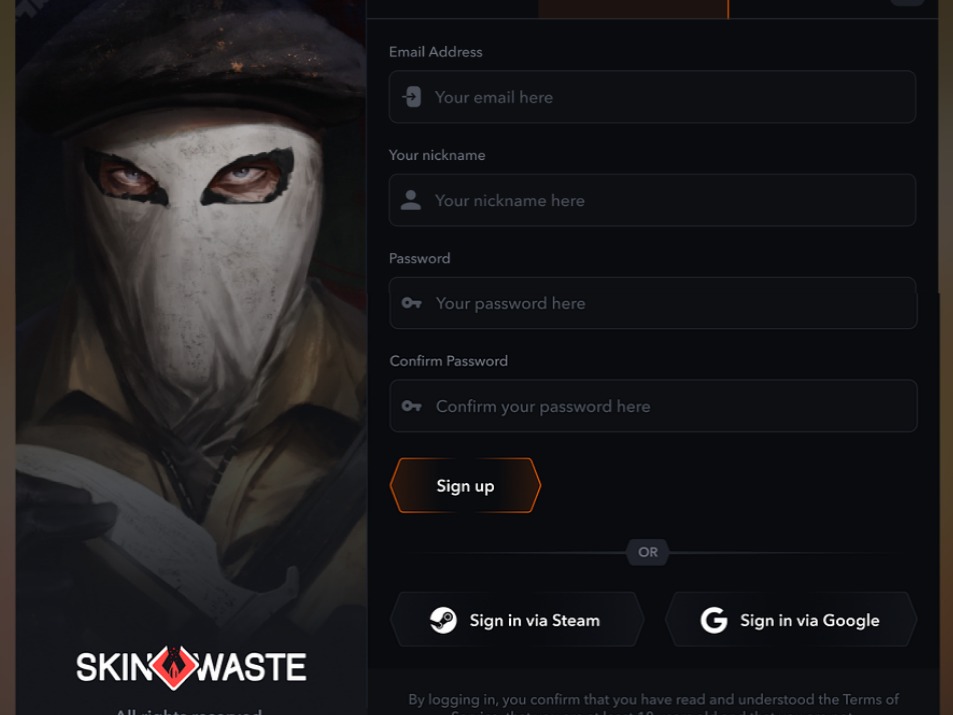 Email Address
Your email here
Your nickname
Your nickname here
Password
Your password here
Confirm Password
Confirm your password here
Sign up
OR
Sign in via Steam
Sign in via Google
SKIN WASTE
All rights reserved
By logging in, you confirm that you have read and understood the Terms of